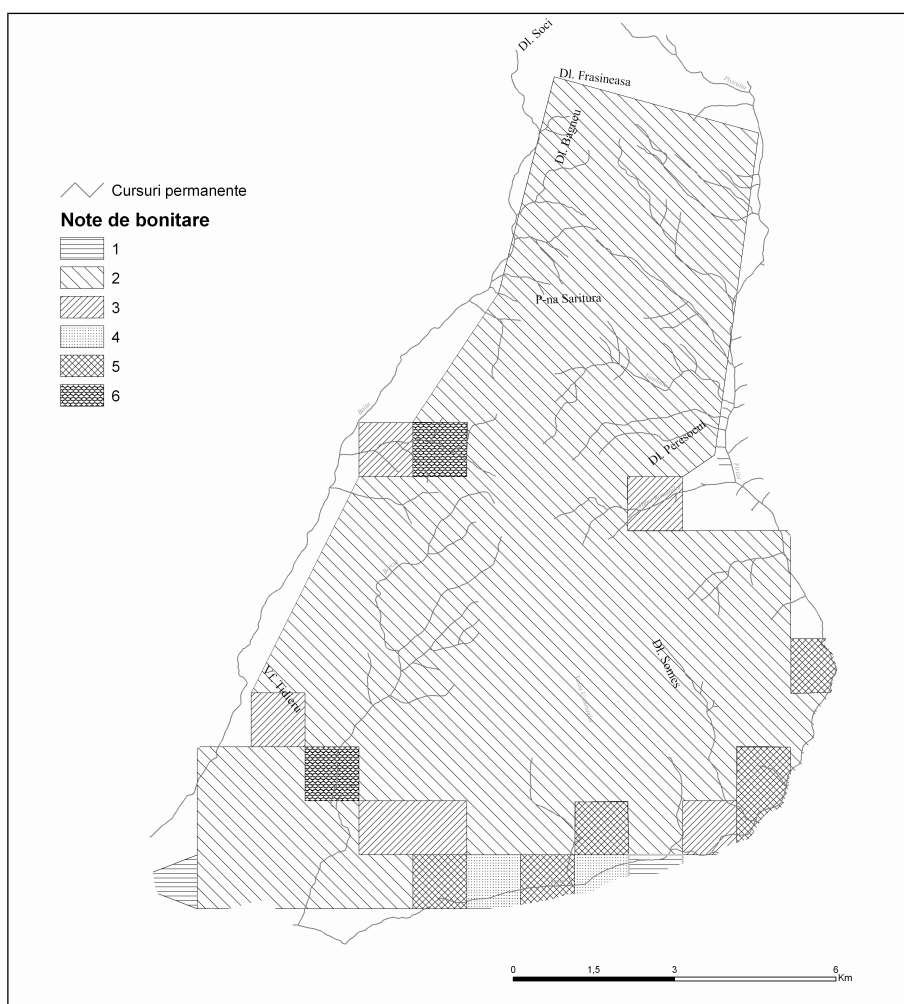 Dl. Soci
Dl. Frasineasa
Dl. Bagneu
Cursuri permanente
Note de bonitare
1
2
3
4
5
6
P-na Saritura
Dl. Peresocul
Vf. Tidieru
Dl. Somes
0
1,5
3
6
Km